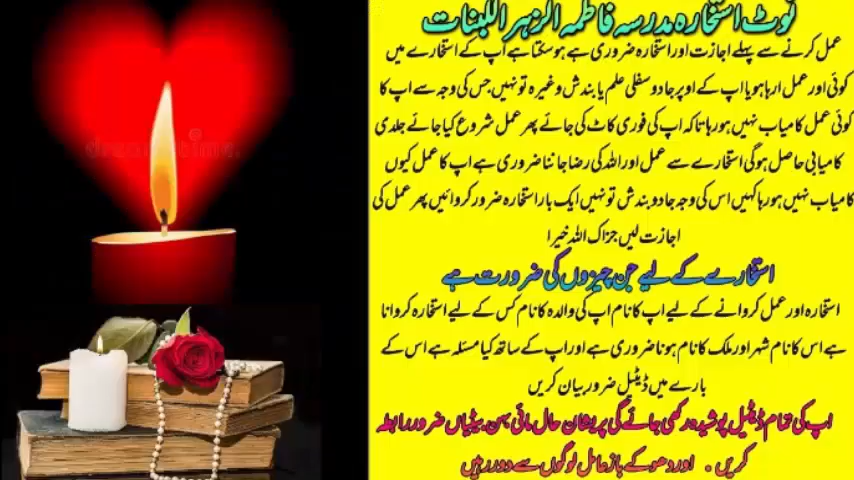 نوٹ استخارہ مدرسہ فاطمہ الزہرا للبنات
عمل کرنے سے پہلے اجازت اور استخارہ ضروری ہے ہو سکتا ہے اپ کے استخارے میں
کوئی اور عمل ارہا ہو یا اپ کے اوپر جادو سفلی علم یا بندش وغیرہ تو نہیں جس کی وجہ سے اپ کا
کوئی عمل کامیاب نہیں ہو رہا تاکہ اپ کی فوری کاٹ کی جائے پھر عمل شروع کیا جائے جلدی
کامیابی حاصل ہوگی استخارے سے عمل اور اللہ کی رضا جاننا ضروری ہے اپ کا عمل کیوں
کامیاب نہیں ہو رہا کہیں اس کی وجہ جادو بندش تو نہیں ایک بار استخارہ ضرور کروائیں پھر عمل کی
اجازت لیں جزاک اللہ خیرا
استخارے کے لیے جن چیزوں کی ضرورت ہے
استخارہ اور عمل کروانے کے لیے اپ کا نام اپ کی والدہ کا نام کس کے لیے استخارہ کروانا
ہے اس کا نام شہر اور ملک کا نام ہونا ضروری ہے اور اپ کے ساتھ کیا مسئلہ ہے اس کے
بارے میں ڈیٹیل ضرور بیان کریں
اپ کی تمام ڈیٹیل پوشیدہ رکھی جائے گی پریشان حال مائی بہن بیٹیاں ضرور رابطہ
کریں ۔ اور دھوکے باز عامل لوگوں سے دور رہیں